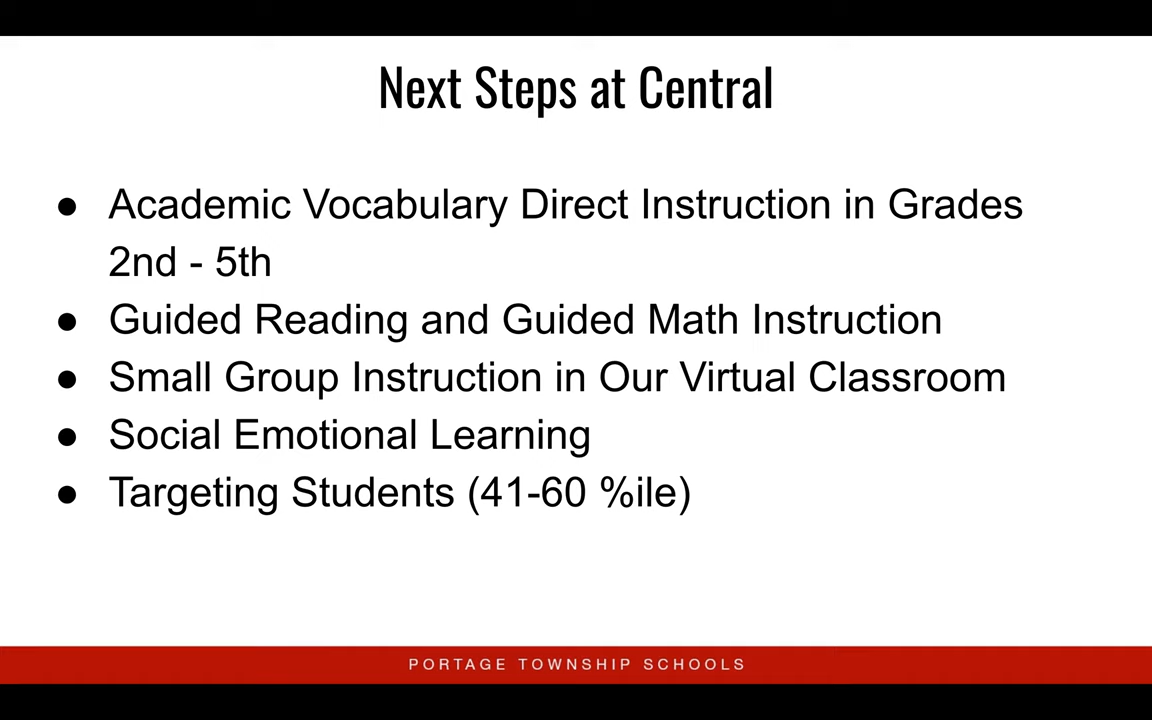 Next Steps at Central
● Academic Vocabulary Direct Instruction in Grades
2nd - 5th
● Guided Reading and Guided Math Instruction
● Small Group Instruction in Our Virtual Classroom
● Social Emotional Learning
● Targeting Students (41-60 %ile)
PORTAGE TOWNSHIP SCHOOLS